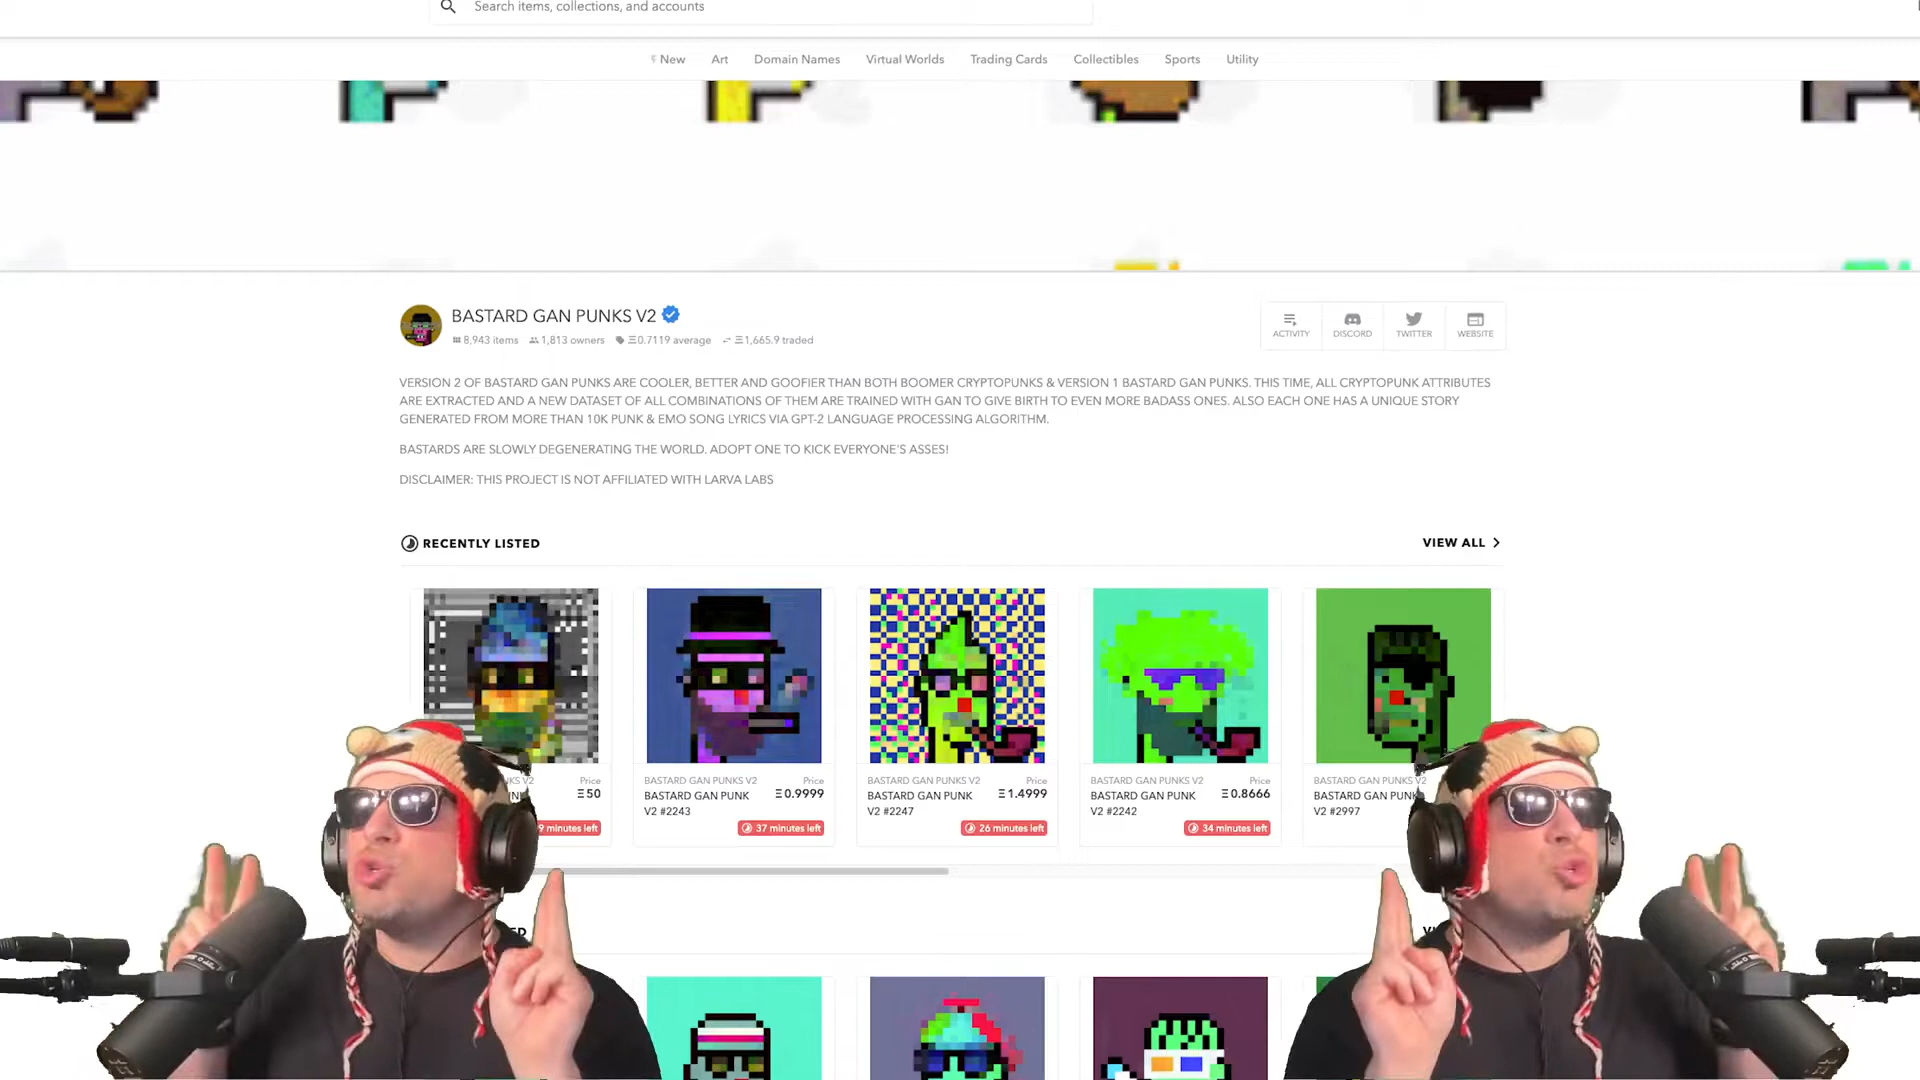 Search items, collections, and accounts
New Art Domain Names Virtual Worlds Trading Cards Collectibles Sports Utility
BASTARD GAN PUNKS V2
8,943 items 1,813 owners Ξ0.7119 average Ξ1,665.9 traded
ACTIVITY DISCORD TWITTER WEBSITE
VERSION 2 OF BASTARD GAN PUNKS ARE COOLER, BETTER AND GOOFIER THAN BOTH BOOMER CRYPTOPUNKS & VERSION 1 BASTARD GAN PUNKS. THIS TIME, ALL CRYPTOPUNK ATTRIBUTES
ARE EXTRACTED AND A NEW DATASET OF ALL COMBINATIONS OF THEM ARE TRAINED WITH GAN TO GIVE BIRTH TO EVEN MORE BADASS ONES. ALSO EACH ONE HAS A UNIQUE STORY
GENERATED FROM MORE THAN 10K PUNK & EMO SONG LYRICS VIA GPT-2 LANGUAGE PROCESSING ALGORITHM.
BASTARDS ARE SLOWLY DEGENERATING THE WORLD. ADOPT ONE TO KICK EVERYONE'S ASSES!
DISCLAIMER: THIS PROJECT IS NOT AFFILIATED WITH LARVA LABS
RECENTLY LISTED VIEW ALL
V2 Price
Ξ50
9 minutes left
BASTARD GAN PUNKS V2 Price
BASTARD GAN PUNK Ξ0.9999
V2 #2243
37 minutes left
BASTARD GAN PUNKS V2 Price
BASTARD GAN PUNK Ξ1.4999
V2 #2247
26 minutes left
BASTARD GAN PUNKS V2 Price
BASTARD GAN PUNK Ξ0.8666
V2 #2242
34 minutes left
BASTARD GAN PUNKS V2
BASTARD GAN PUNK
V2 #2997